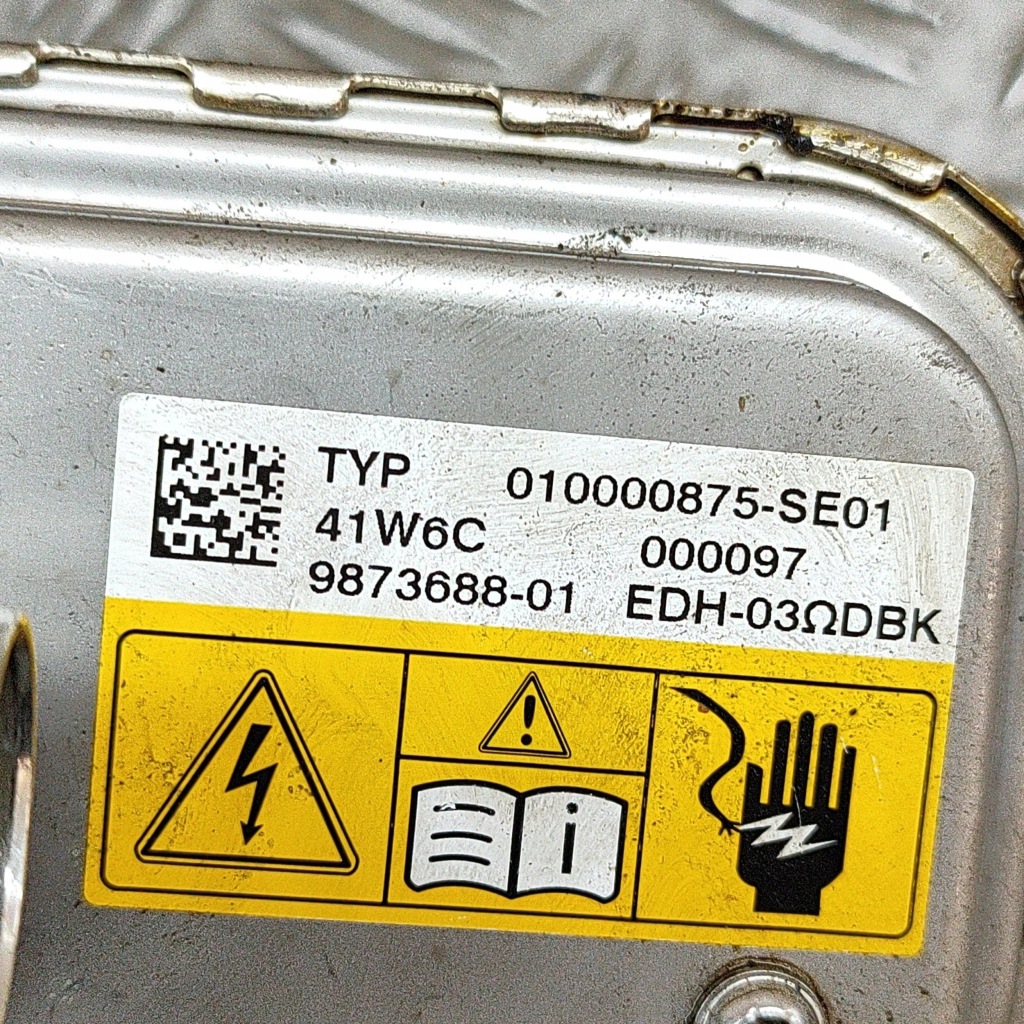 TYP 010000875-SE01
41W6C 000097
9873688-01 EDH-03ΩDBK
i